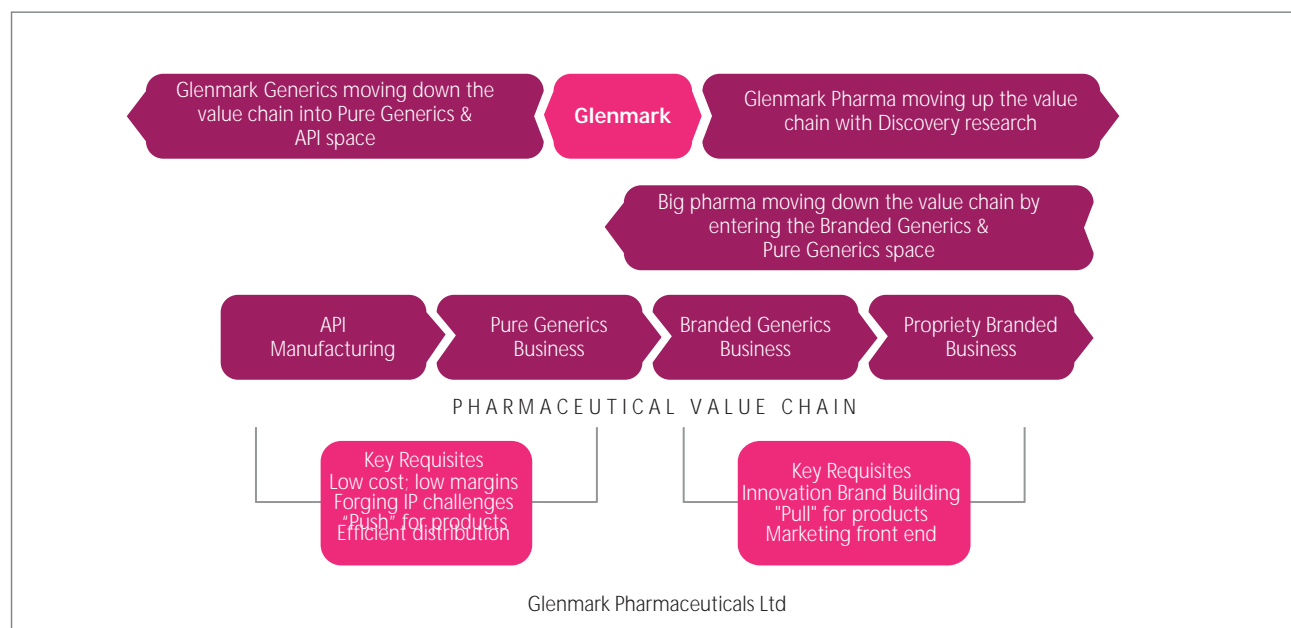 Glenmark Generics moving down the
value chain into Pure Generics &
API space
Glenmark
Glenmark Pharma moving up the value
chain with Discovery research
Big pharma moving down the value chain by
entering the Branded Generics &
Pure Generics space
API
Manufacturing
Pure Generics
Business
Branded Generics
Business
Propriety Branded
Business
PHARMACEUTICAL VALUE CHAIN
Key Requisites
Low cost; low margins
Forging IP challenges
"Push" for products
Efficient distribution
Key Requisites
Innovation Brand Building
"Pull" for products
Marketing front end
Glenmark Pharmaceuticals Ltd